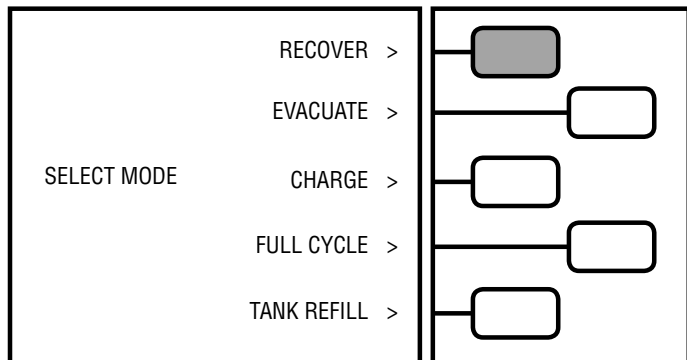 RECOVER >
EVACUATE >
SELECT MODE CHARGE >
FULL CYCLE >
TANK REFILL >